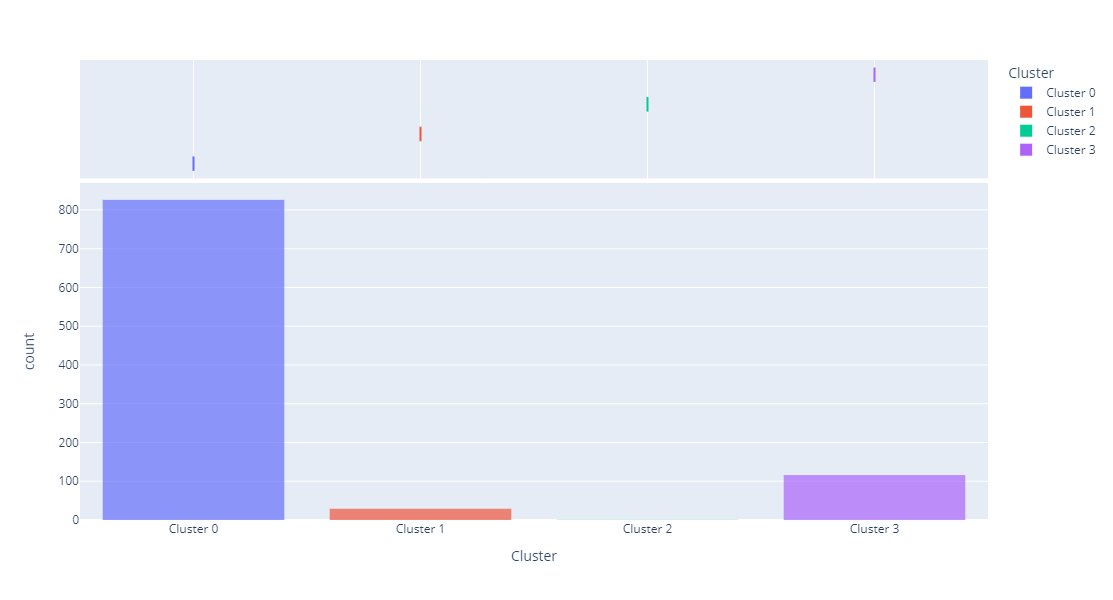 Cluster
Cluster 0
Cluster 1
Cluster 2
Cluster 3
800
700
600
500
400
300
200
100
0
count
Cluster 0
Cluster 1
Cluster 2
Cluster 3
Cluster